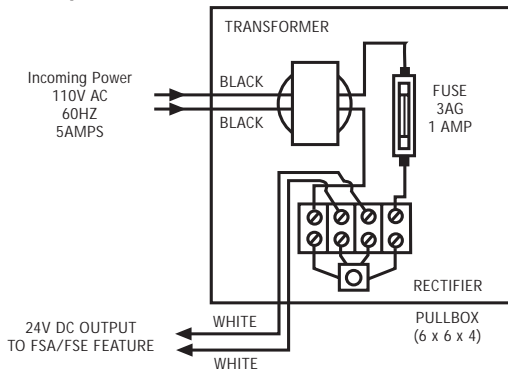 TRANSFORMER
Incoming Power
110V AC
60HZ
5AMPS
BLACK
BLACK
FUSE
3AG
1 AMP
RECTIFIER
PULLBOX
(6 x 6 x 4)
24V DC OUTPUT
TO FSA/FSE FEATURE
WHITE
WHITE